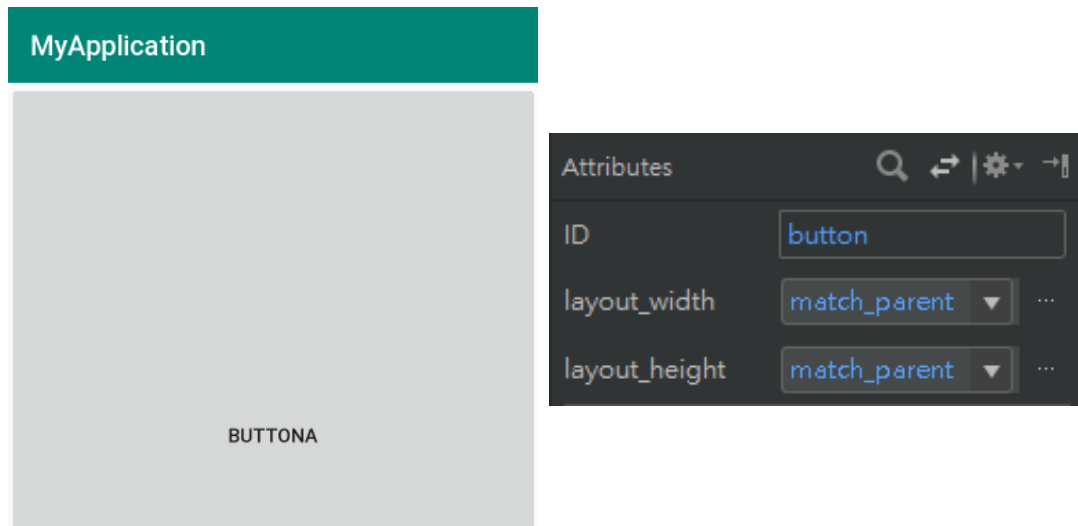 MyApplication
BUTTONA
Attributes
ID button
layout_width match_parent ...
layout_height match_parent ...